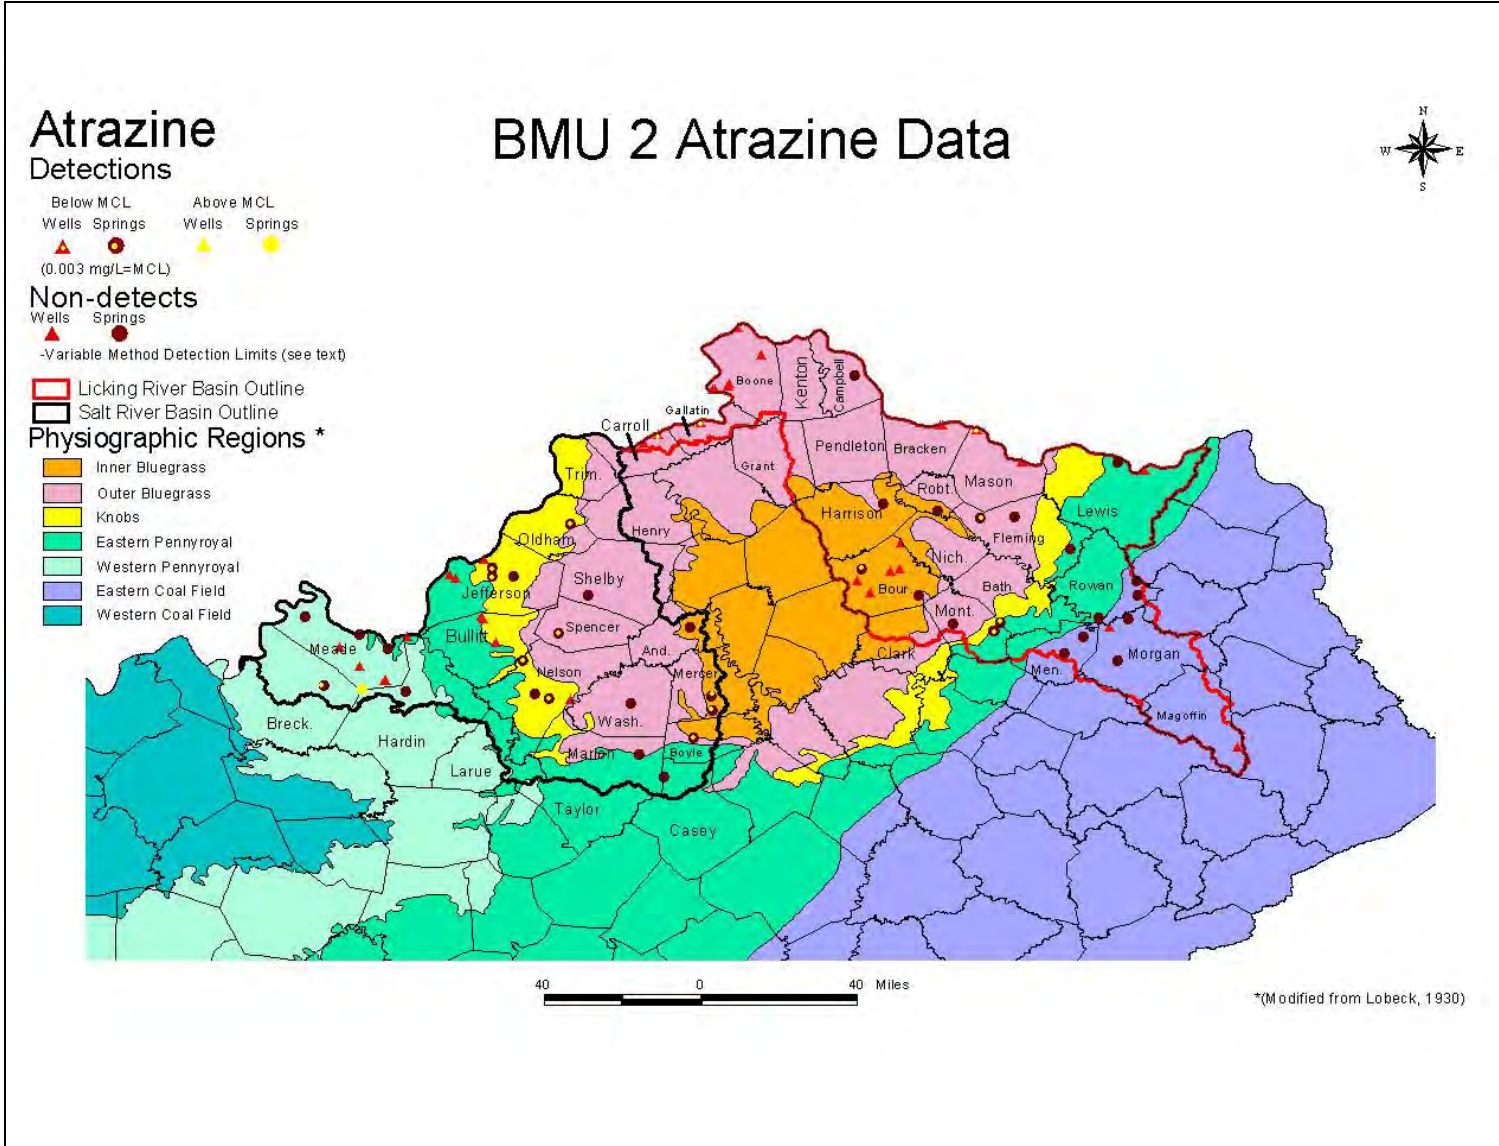 BMU 2 Atrazine Data
N
W
E
S
Atrazine
Detections
Below MCL
Above MCL
Wells
Springs
Wells
Springs
(0.003 mg/L=MCL)
Non-detects
Wells
Springs
-Variable Method Detection Limits (see text)
Licking River Basin Outline
Salt River Basin Outline
Physiographic Regions *
Inner Bluegrass
Outer Bluegrass
Knobs
Eastern Pennyroyal
Western Pennyroyal
Eastern Coal Field
Western Coal Field
Boone
Kenton
Campbell
Gallatin
Carroll
Grant
Pendleton
Bracken
Trim.
Robt.
Mason
Harrison
Lewis
Oldham
Henry
Nich.
Fleming
Shelby
Jefferson
Bour
Bath
Rowan
Mont.
Spencer
Bullitt
And.
Clark
Meade
Morgan
Nelson
Mercer
Men.
Magoffin
Breck.
Wash.
Hardin
Marion
Boyle
Larue
Taylor
Casey
40
0
40
Miles
*(Modified from Lobeck, 1930)